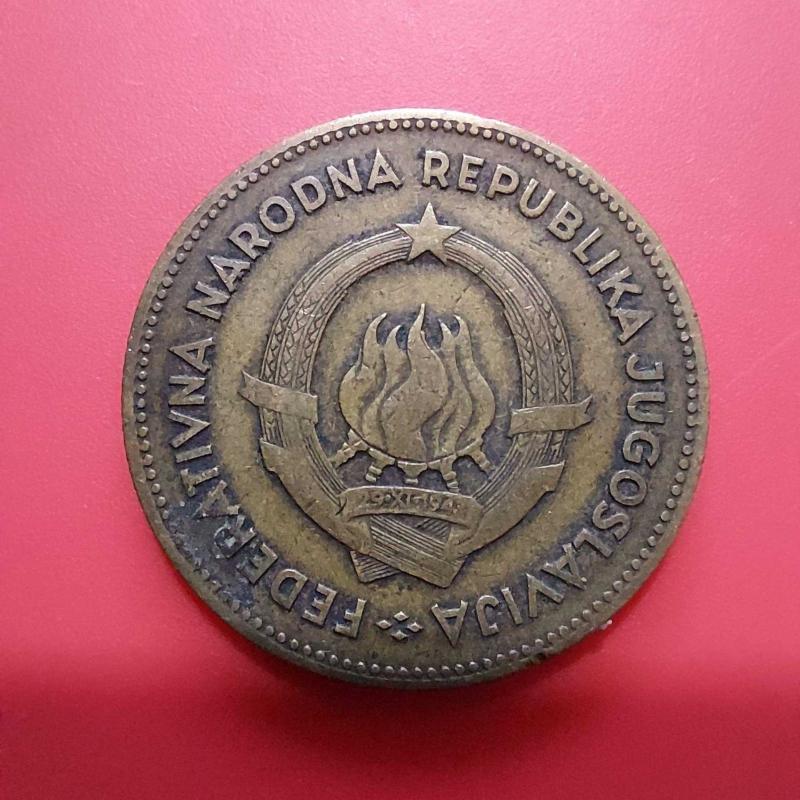 FEDERATIVNA NARODNA REPUBLIKA JUGOSLAVIJA
29·XI·1943